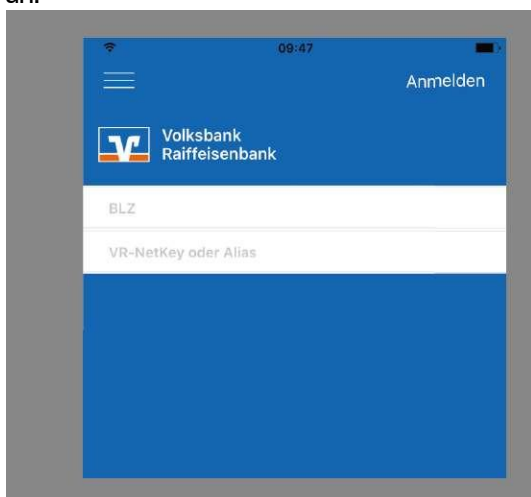 09:47
Anmelden
Volksbank
Raiffeisenbank
BLZ
VR-NetKey oder Alias